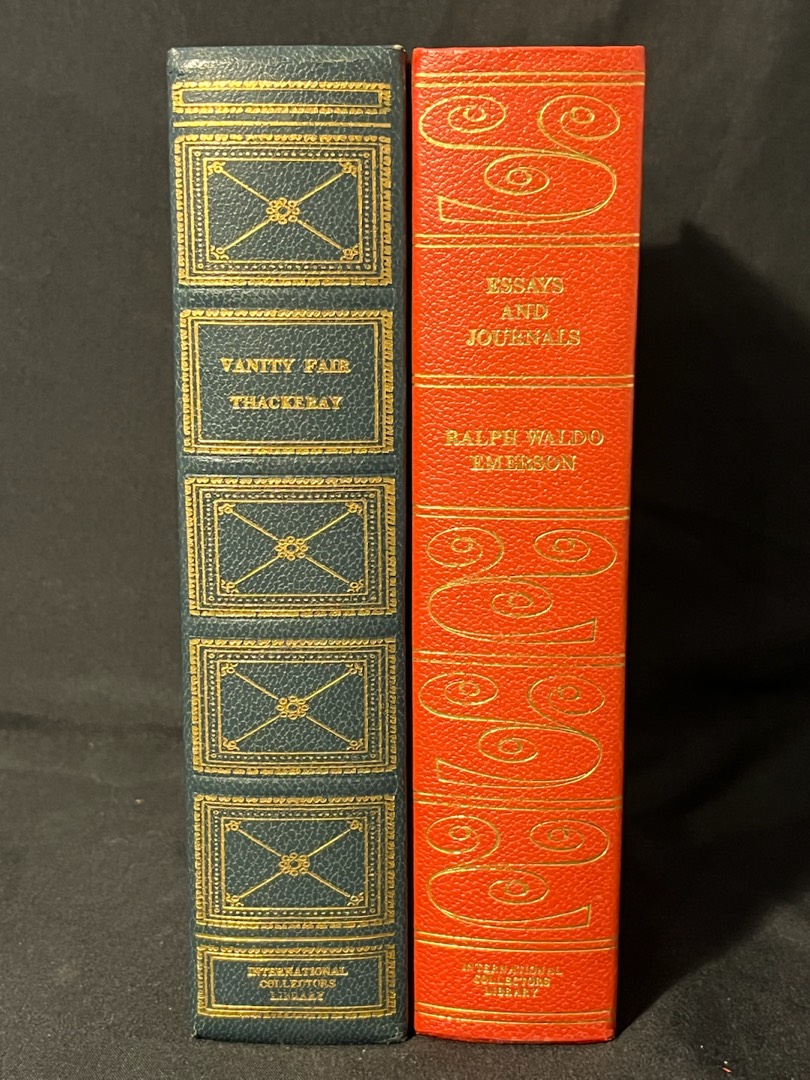 VANITY FAIR
THACKERAY
INTERNATIONAL
COLLECTORS
LIBRARY
ESSAYS
AND
JOURNALS
RALPH WALDO
EMERSON
INTERNATIONAL
COLLECTORS
LIBRARY